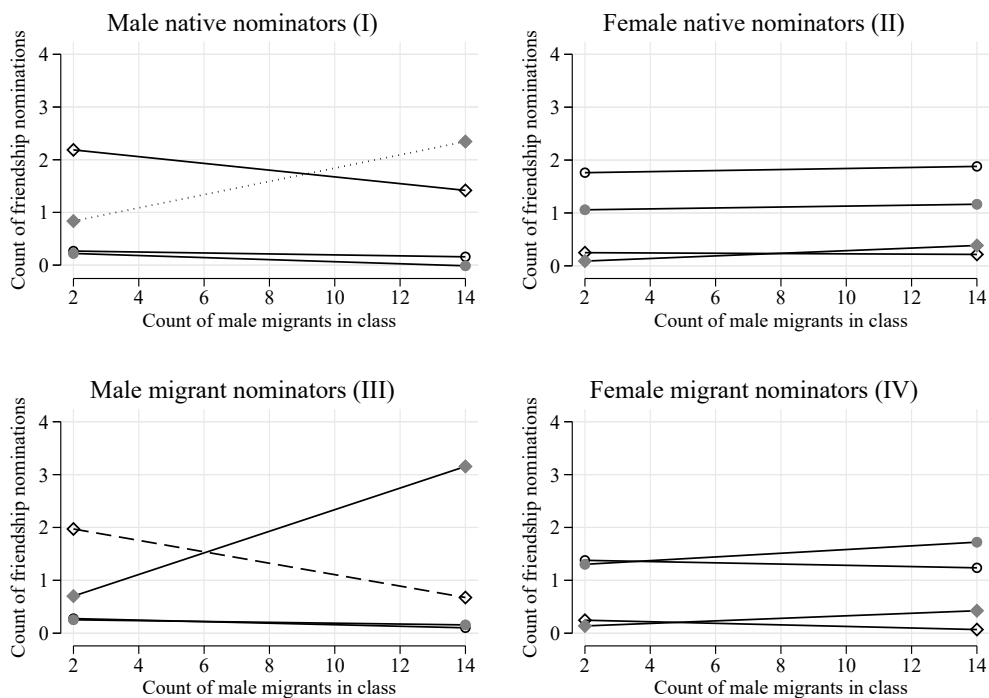 Male native nominators (I)
Count of friendship nominations
4
3
2
1
0
2 4 6 8 10 12 14
Count of male migrants in class
Female native nominators (II)
Count of friendship nominations
4
3
2
1
0
2 4 6 8 10 12 14
Count of male migrants in class
Male migrant nominators (III)
Count of friendship nominations
4
3
2
1
0
2 4 6 8 10 12 14
Count of male migrants in class
Female migrant nominators (IV)
Count of friendship nominations
4
3
2
1
0
2 4 6 8 10 12 14
Count of male migrants in class